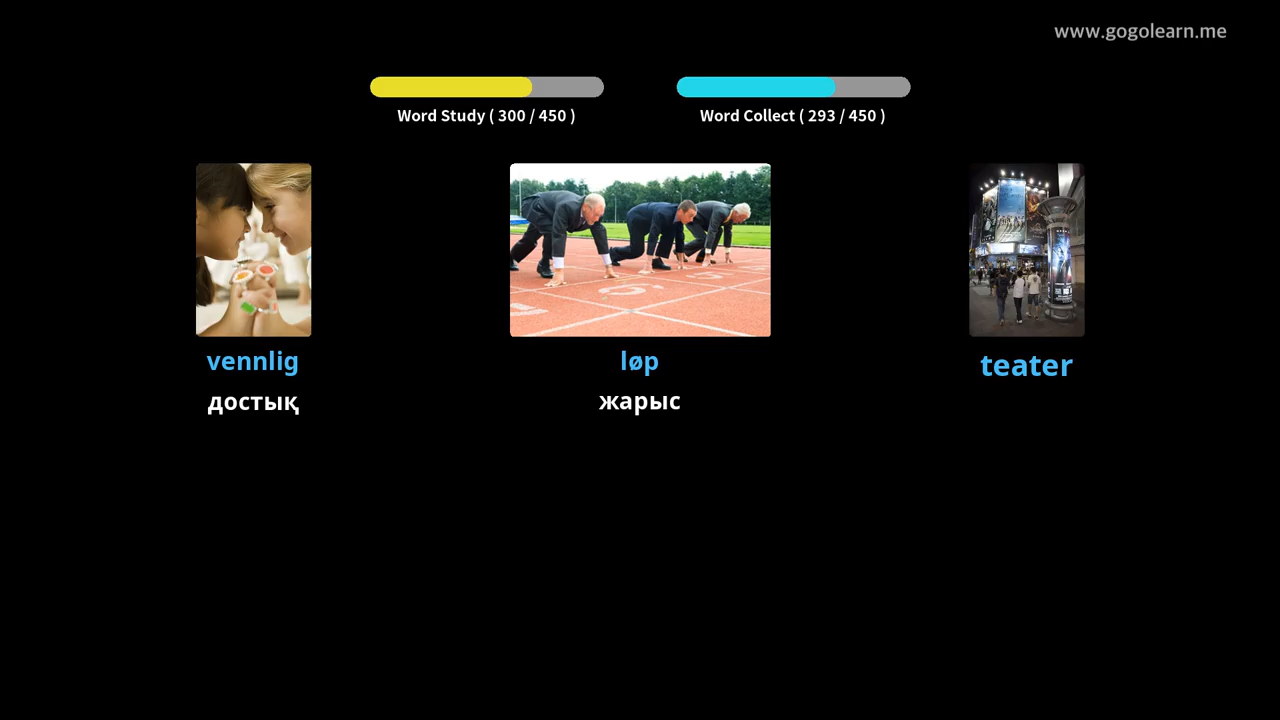 www.gogolearn.me
Word Study ( 300 / 450 )
Word Collect ( 293 / 450 )
vennlig
løp
teater
достық
жарыс